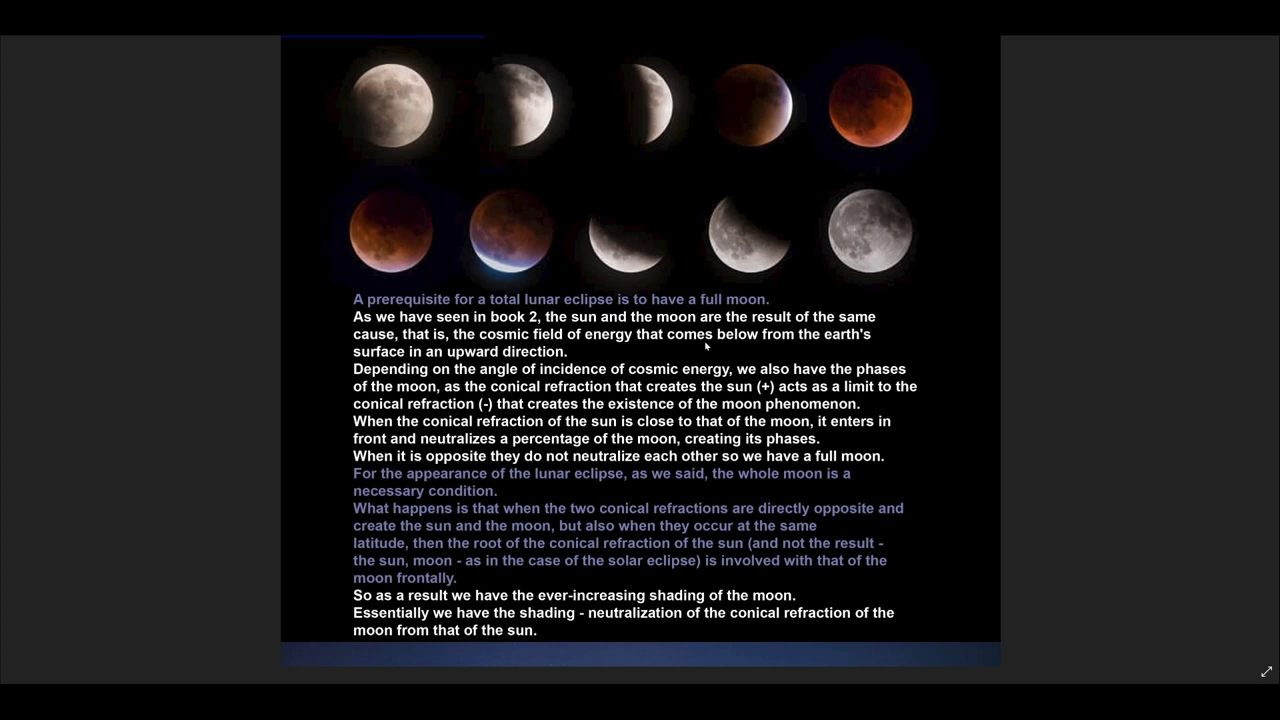 A prerequisite for a total lunar eclipse is to have a full moon.
As we have seen in book 2, the sun and the moon are the result of the same
cause, that is, the cosmic field of energy that comes below from the earth's
surface in an upward direction.
Depending on the angle of incidence of cosmic energy, we also have the phases
of the moon, as the conical refraction that creates the sun (+) acts as a limit to the
conical refraction (-) that creates the existence of the moon phenomenon.
When the conical refraction of the sun is close to that of the moon, it enters in
front and neutralizes a percentage of the moon, creating its phases.
When it is opposite they do not neutralize each other so we have a full moon.
For the appearance of the lunar eclipse, as we said, the whole moon is a
necessary condition.
What happens is that when the two conical refractions are directly opposite and
create the sun and the moon, but also when they occur at the same
latitude, then the root of the conical refraction of the sun (and not the result -
the sun, moon - as in the case of the solar eclipse) is involved with that of the
moon frontally.
So as a result we have the ever-increasing shading of the moon.
Essentially we have the shading - neutralization of the conical refraction of the
moon from that of the sun.